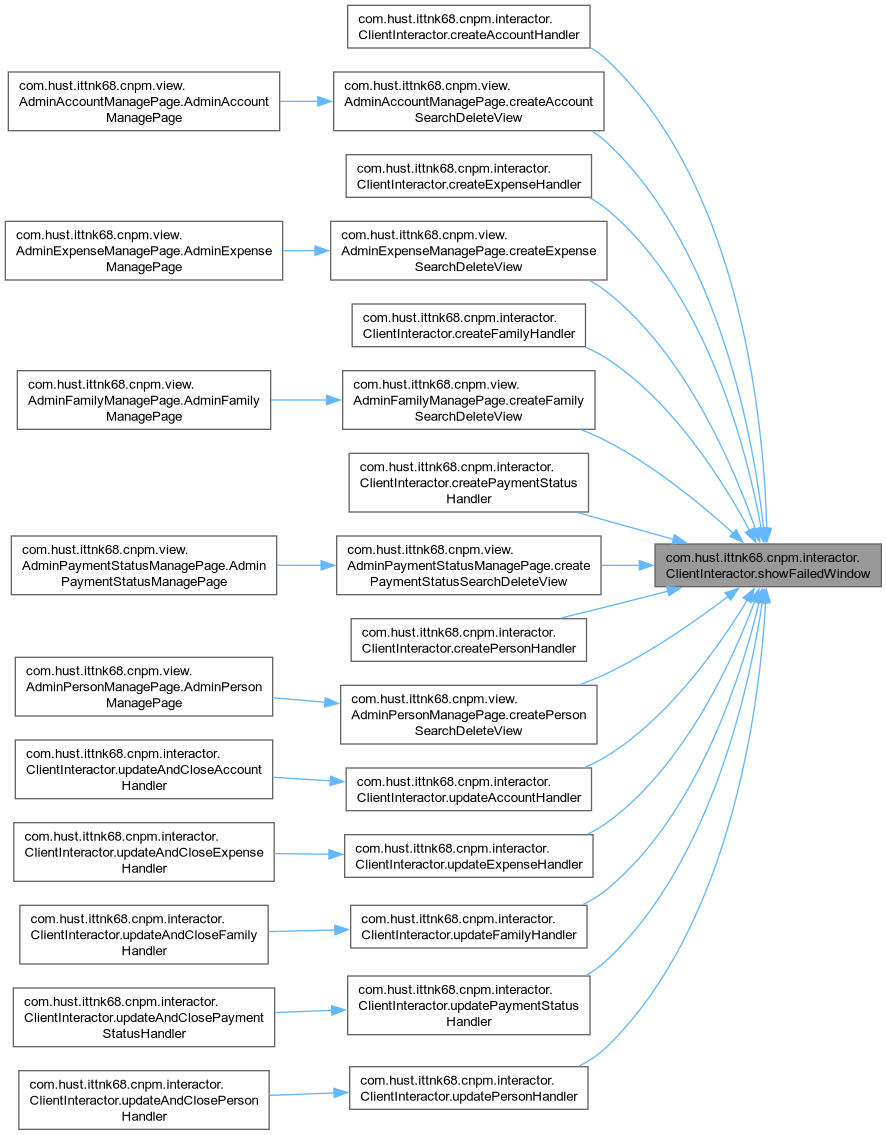 com.hust.ittnk68.cnpm.interactor.
ClientInteractor.createAccountHandler
com.hust.ittnk68.cnpm.view.
AdminAccountManagePage.AdminAccount
ManagePage
com.hust.ittnk68.cnpm.view.
AdminAccountManagePage.createAccount
SearchDeleteView
com.hust.ittnk68.cnpm.interactor.
ClientInteractor.createExpenseHandler
com.hust.ittnk68.cnpm.view.
AdminExpenseManagePage.AdminExpense
ManagePage
com.hust.ittnk68.cnpm.view.
AdminExpenseManagePage.createExpense
SearchDeleteView
com.hust.ittnk68.cnpm.interactor.
ClientInteractor.createFamilyHandler
com.hust.ittnk68.cnpm.view.
AdminFamilyManagePage.AdminFamily
ManagePage
com.hust.ittnk68.cnpm.view.
AdminFamilyManagePage.createFamily
SearchDeleteView
com.hust.ittnk68.cnpm.interactor.
ClientInteractor.createPaymentStatus
Handler
com.hust.ittnk68.cnpm.view.
AdminPaymentStatusManagePage.Admin
PaymentStatusManagePage
com.hust.ittnk68.cnpm.view.
AdminPaymentStatusManagePage.create
PaymentStatusSearchDeleteView
com.hust.ittnk68.cnpm.interactor.
ClientInteractor.showFailedWindow
com.hust.ittnk68.cnpm.interactor.
ClientInteractor.createPersonHandler
com.hust.ittnk68.cnpm.view.
AdminPersonManagePage.AdminPerson
ManagePage
com.hust.ittnk68.cnpm.view.
AdminPersonManagePage.createPerson
SearchDeleteView
com.hust.ittnk68.cnpm.interactor.
ClientInteractor.updateAndCloseAccount
Handler
com.hust.ittnk68.cnpm.interactor.
ClientInteractor.updateAccountHandler
com.hust.ittnk68.cnpm.interactor.
ClientInteractor.updateAndCloseExpense
Handler
com.hust.ittnk68.cnpm.interactor.
ClientInteractor.updateExpenseHandler
com.hust.ittnk68.cnpm.interactor.
ClientInteractor.updateAndCloseFamily
Handler
com.hust.ittnk68.cnpm.interactor.
ClientInteractor.updateFamilyHandler
com.hust.ittnk68.cnpm.interactor.
ClientInteractor.updateAndClosePayment
StatusHandler
com.hust.ittnk68.cnpm.interactor.
ClientInteractor.updatePaymentStatus
Handler
com.hust.ittnk68.cnpm.interactor.
ClientInteractor.updateAndClosePerson
Handler
com.hust.ittnk68.cnpm.interactor.
ClientInteractor.updatePersonHandler